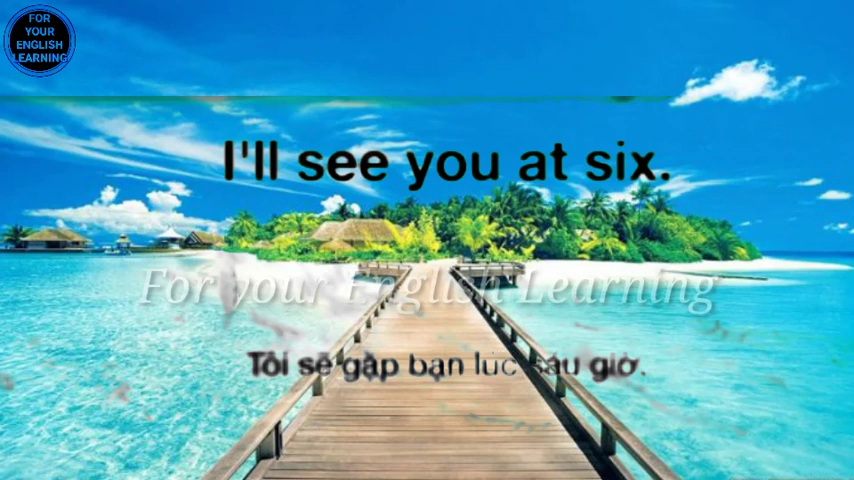 FOR
YOUR
ENGLISH
LEARNING
I'll see you at six.
For your English Learning
Tôi sẽ gặp bạn lúc sáu giờ.